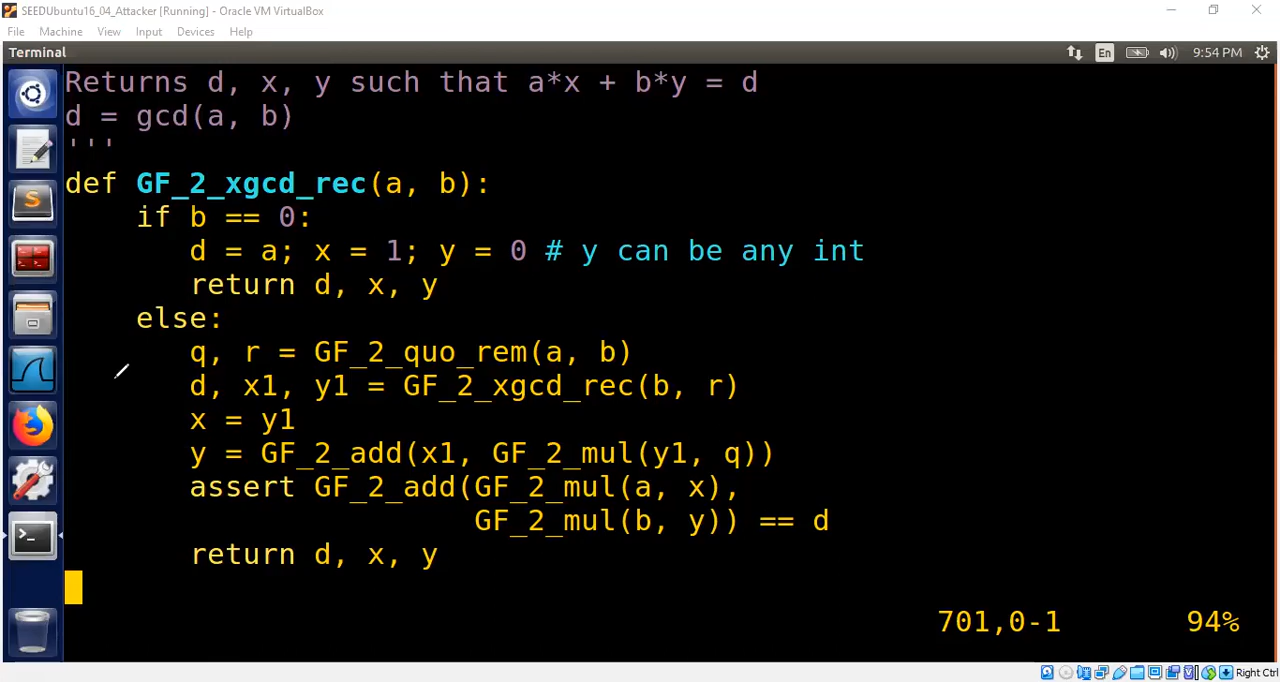 SEEDUbuntu16_04_Attacker [Running] - Oracle VM VirtualBox
File Machine View Input Devices Help
Terminal En 9:54 PM
Returns d, x, y such that a*x + b*y = d
d = gcd(a, b)
'''
def GF_2_xgcd_rec(a, b):
    if b == 0:
       d = a; x = 1; y = 0 # y can be any int
       return d, x, y
    else:
       q, r = GF_2_quo_rem(a, b)
       d, x1, y1 = GF_2_xgcd_rec(b, r)
       x = y1
       y = GF_2_add(x1, GF_2_mul(y1, q))
       assert GF_2_add(GF_2_mul(a, x),
                       GF_2_mul(b, y)) == d
       return d, x, y
701,0-1 94%
Right Ctrl